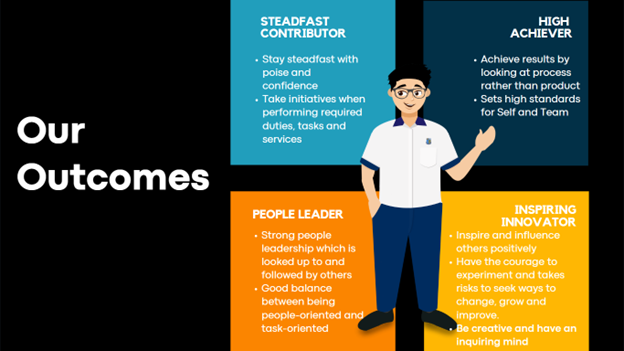 Our
Outcomes
STEADFAST
CONTRIBUTOR
• Stay steadfast with
poise and
confidence
• Take initiatives when
performing required
duties, tasks and
services
HIGH
ACHIEVER
• Achieve results by
looking at process
rather than product
• Sets high standards
for Self and Team
PEOPLE LEADER
• Strong people
leadership which is
looked up to and
followed by others
• Good balance
between being
people-oriented and
task-oriented
INSPIRING
INNOVATOR
• Inspire and influence
others positively
• Have the courage to
experiment and takes
risks to seek ways to
change, grow and
improve.
• Be creative and have an
inquiring mind